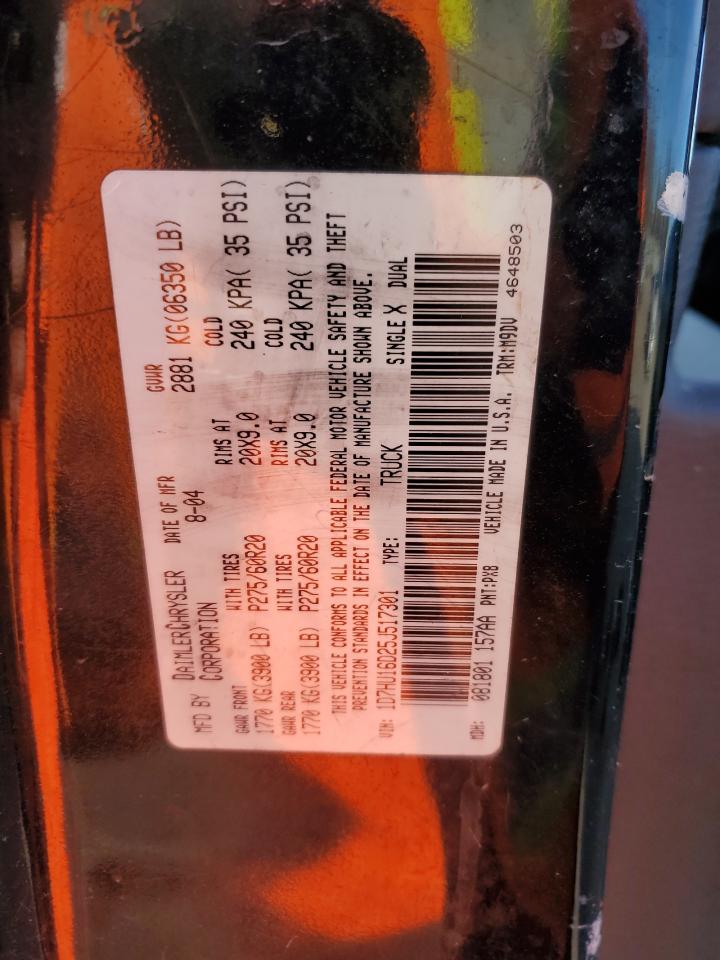 MFD BY DAIMLERCHRYSLER CORPORATION
DATE OF MFR 8-04
GVWR 2881 KG(06350 LB)
GAWR FRONT WITH TIRES RIMS AT COLD
1770 KG(3900 LB) P275/60R20 20X9.0 240 KPA( 35 PSI)
GAWR REAR WITH TIRES RIMS AT COLD
1770 KG(3900 LB) P275/60R20 20X9.0 240 KPA( 35 PSI)
THIS VEHICLE CONFORMS TO ALL APPLICABLE FEDERAL MOTOR VEHICLE SAFETY AND THEFT
PREVENTION STANDARDS IN EFFECT ON THE DATE OF MANUFACTURE SHOWN ABOVE.
VIN: 1D7HU16D25J517301 TYPE: TRUCK SINGLE X DUAL
MDH: 081801 157AA PNT:PX8 VEHICLE MADE IN U.S.A. TRM:M9DV
4648503